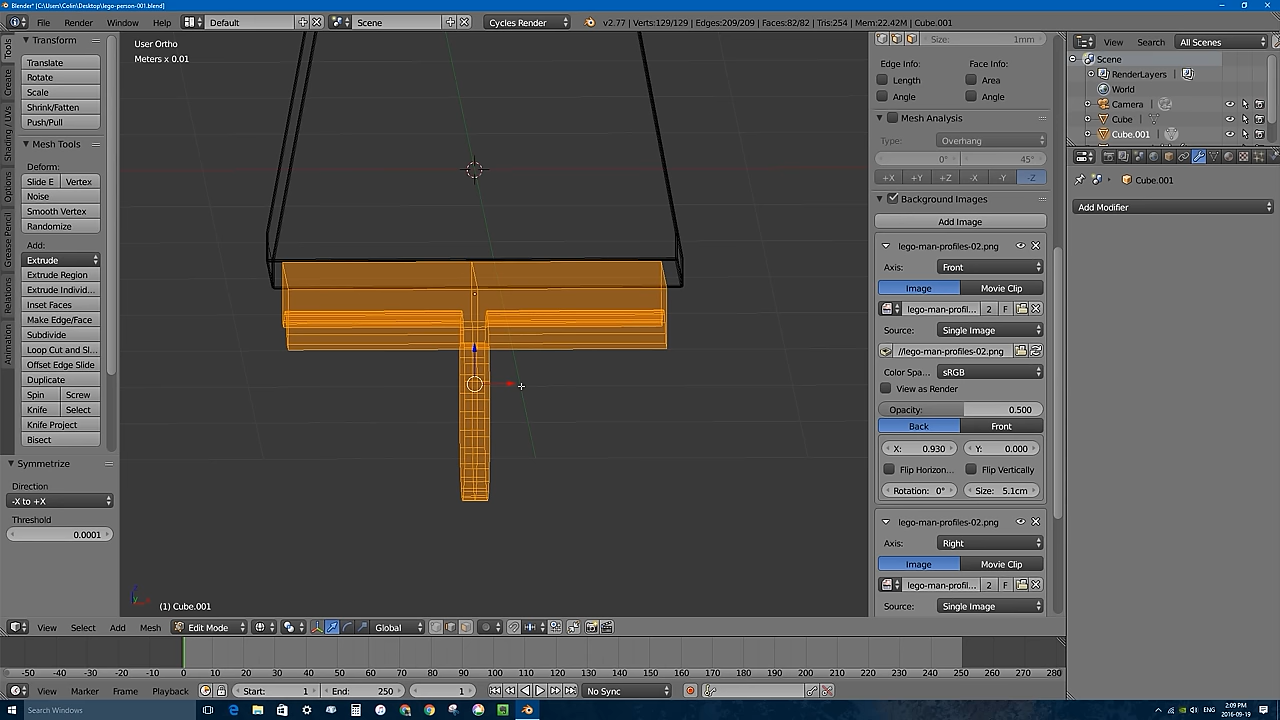 Blender* [C:\Users\Colin\Desktop\lego-person-001.blend]
File Render Window Help Default Scene Cycles Render v2.77 | Verts:129/129 | Edges:209/209 | Faces:82/82 | Tris:254 | Mem:22.42M | Cube.001
Transform
Translate
Rotate
Scale
Shrink/Fatten
Push/Pull
Mesh Tools
Deform:
Slide E Vertex
Noise
Smooth Vertex
Randomize
Add:
Extrude
Extrude Region
Extrude Individ...
Inset Faces
Make Edge/Face
Subdivide
Loop Cut and Sl...
Offset Edge Slide
Duplicate
Spin Screw
Knife Select
Knife Project
Bisect
Symmetrize
Direction
-X to +X
Threshold
0.0001
Tools
Create
Shading / UVs
Options
Grease Pencil
Relations
Animation
User Ortho
Meters x 0.01
(1) Cube.001
Size: 1mm
Edge Info: Face Info:
Length Area
Angle Angle
Mesh Analysis
Type: Overhang
0° 45°
+X +Y +Z -X -Y -Z
Background Images
Add Image
lego-man-profiles-02.png
Axis: Front
Image Movie Clip
lego-man-profil... 2 F
Source: Single Image
//lego-man-profiles-02.png
Color Spa... sRGB
View as Render
Opacity: 0.500
Back Front
X: 0.930 Y: 0.000
Flip Horizon... Flip Vertically
Rotation: 0° Size: 5.1cm
lego-man-profiles-02.png
Axis: Right
Image Movie Clip
lego-man-profil... 2 F
Source: Single Image
View Search All Scenes
Scene
RenderLayers
World
Camera
Cube
Cube.001
Cube.001
Add Modifier
View Select Add Mesh Edit Mode Global
-50 -40 -30 -20 -10 0 10 20 30 40 50 60 70 80 90 100 110 120 130 140 150 160 170 180 190 200 210 220 230 240 250 260 270 280
View Marker Frame Playback Start: 1 End: 250 1 No Sync
Search Windows
ENG
2:09 PM
2016-09-19